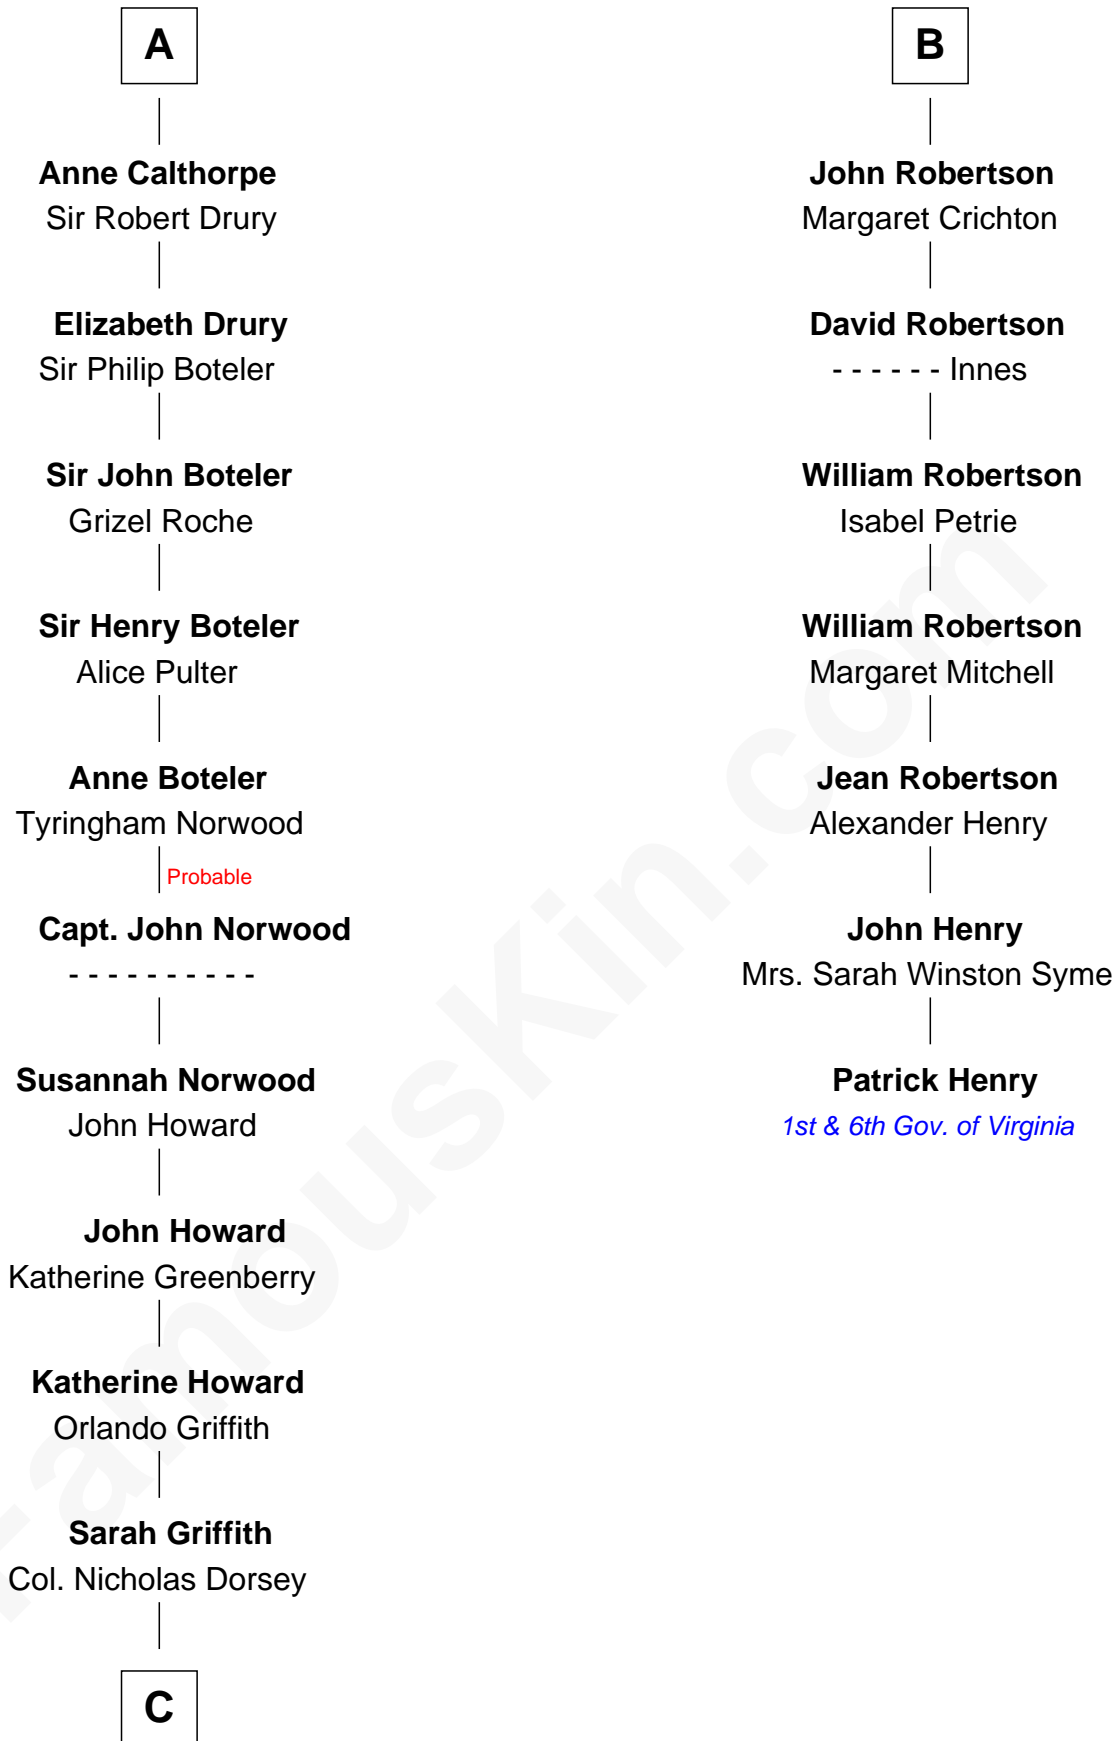 A
Anne Calthorpe
Sir Robert Drury
Elizabeth Drury
Sir Philip Boteler
Sir John Boteler
Grizel Roche
Sir Henry Boteler
Alice Pulter
Anne Boteler
Tyringham Norwood
Probable
Capt. John Norwood
- - - - - - - - - -
Susannah Norwood
John Howard
John Howard
Katherine Greenberry
Katherine Howard
Orlando Griffith
Sarah Griffith
Col. Nicholas Dorsey
C
B
John Robertson
Margaret Crichton
David Robertson
- - - - - - Innes
William Robertson
Isabel Petrie
William Robertson
Margaret Mitchell
Jean Robertson
Alexander Henry
John Henry
Mrs. Sarah Winston Syme
Patrick Henry
1st & 6th Gov. of Virginia
FamousKin.com